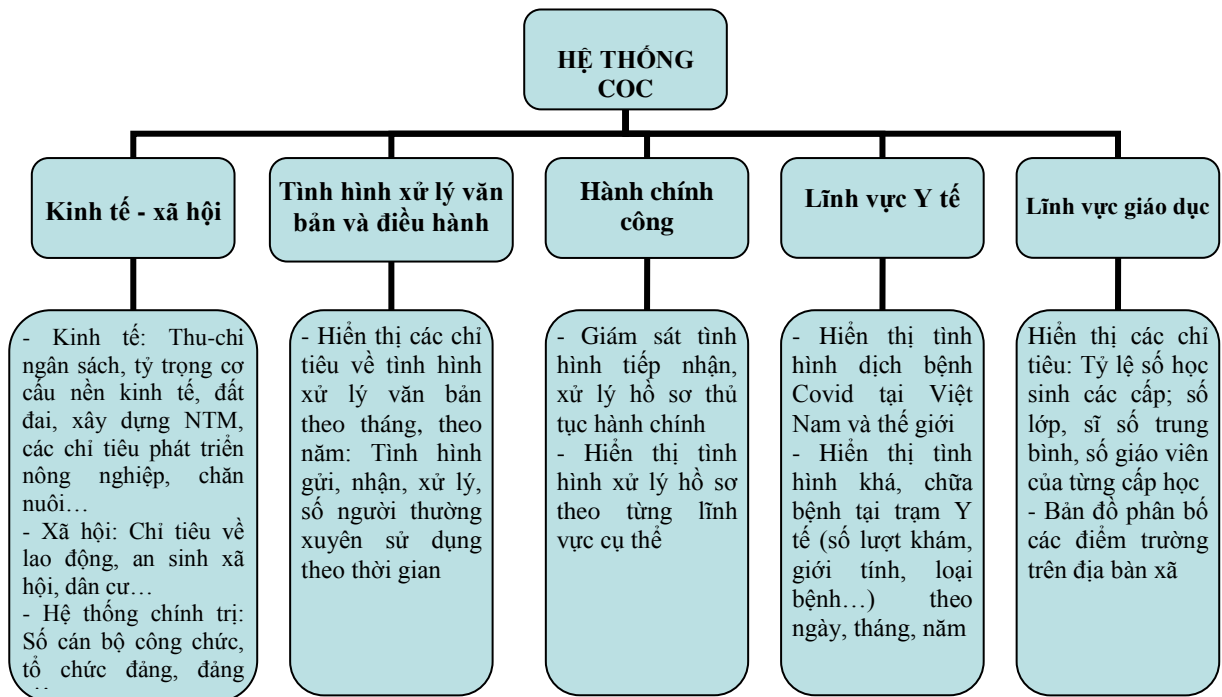 HỆ THỐNG
COC
Kinh tế - xã hội
Tình hình xử lý văn
bản và điều hành
Hành chính
công
Lĩnh vực Y tế
Lĩnh vực giáo dục
- Kinh tế: Thu-chi
ngân sách, tỷ trọng cơ
cấu nền kinh tế, đất
đai, xây dựng NTM,
các chỉ tiêu phát triển
nông nghiệp, chăn
nuôi…
- Xã hội: Chỉ tiêu về
lao động, an sinh xã
hội, dân cư…
- Hệ thống chính trị:
Số cán bộ công chức,
tổ chức đảng, đảng
- Hiển thị các chỉ
tiêu về tình hình
xử lý văn bản
theo tháng, theo
năm: Tình hình
gửi, nhận, xử lý,
số người thường
xuyên sử dụng
theo thời gian
- Giám sát tình
hình tiếp nhận,
xử lý hồ sơ thủ
tục hành chính
- Hiển thị tình
hình xử lý hồ sơ
theo từng lĩnh
vực cụ thể
- Hiển thị tình
hình dịch bệnh
Covid tại Việt
Nam và thế giới
- Hiển thị tình
hình khá, chữa
bệnh tại trạm Y
tế (số lượt khám,
giới tính, loại
bệnh…) theo
ngày, tháng, năm
Hiển thị các chỉ
tiêu: Tỷ lệ số học
sinh các cấp; số
lớp, sĩ số trung
bình, số giáo viên
của từng cấp học
- Bản đồ phân bố
các điểm trường
trên địa bàn xã